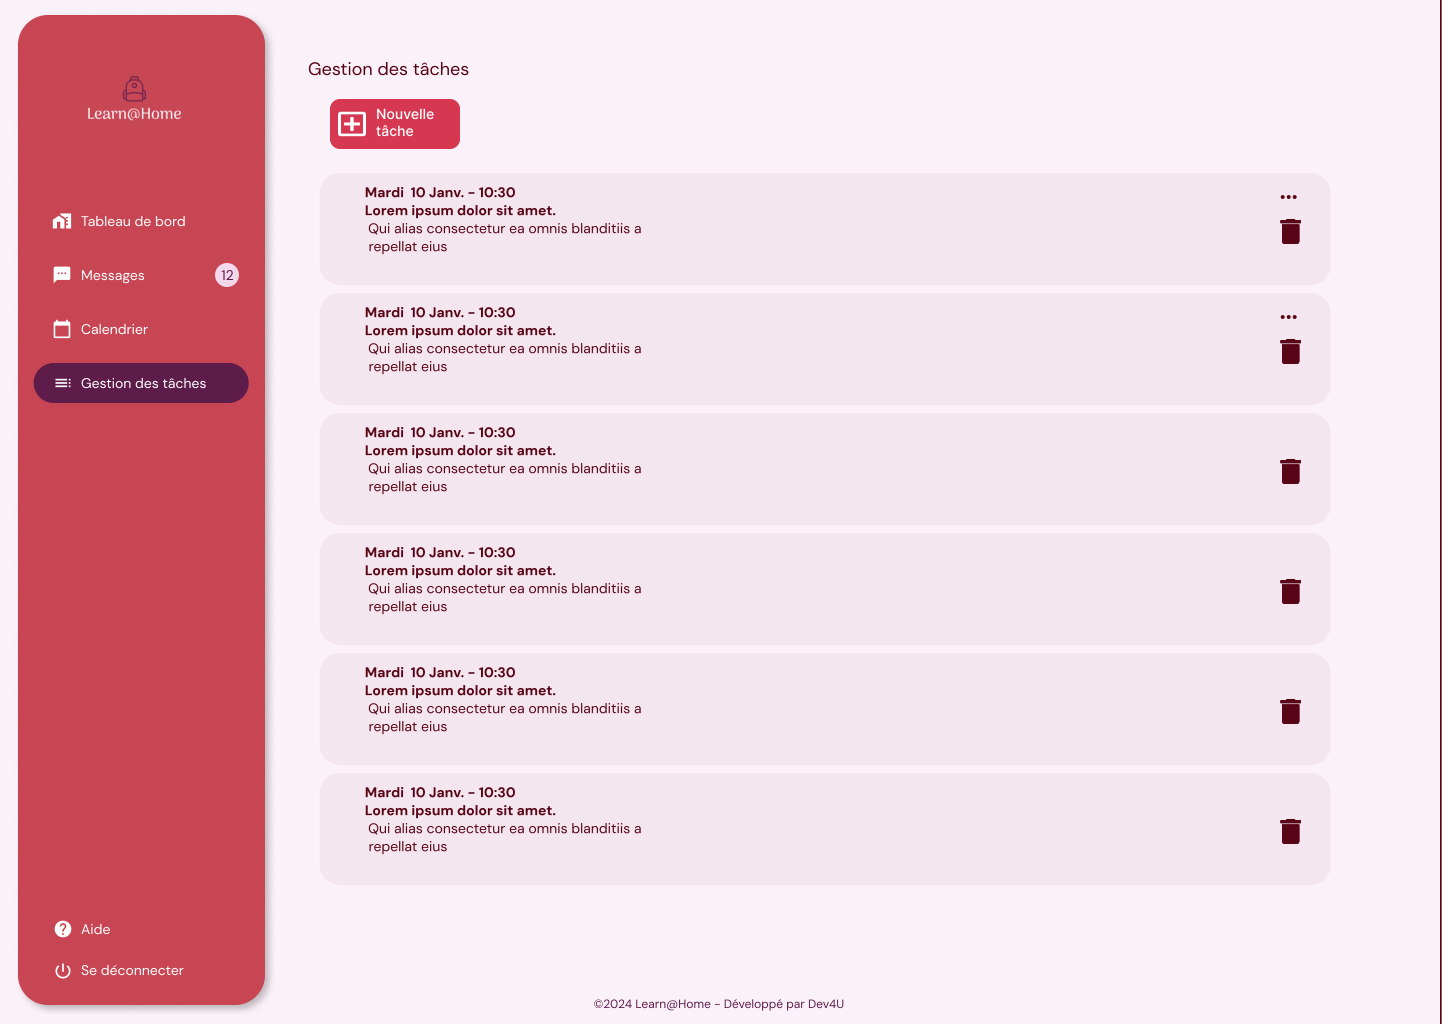 Learn@Home
Tableau de bord
Messages 12
Calendrier
Gestion des tâches
Aide
Se déconnecter
Gestion des tâches
Nouvelle
tâche
Mardi 10 Janv. - 10:30
Lorem ipsum dolor sit amet.
Qui alias consectetur ea omnis blanditiis a
repellat eius
Mardi 10 Janv. - 10:30
Lorem ipsum dolor sit amet.
Qui alias consectetur ea omnis blanditiis a
repellat eius
Mardi 10 Janv. - 10:30
Lorem ipsum dolor sit amet.
Qui alias consectetur ea omnis blanditiis a
repellat eius
Mardi 10 Janv. - 10:30
Lorem ipsum dolor sit amet.
Qui alias consectetur ea omnis blanditiis a
repellat eius
Mardi 10 Janv. - 10:30
Lorem ipsum dolor sit amet.
Qui alias consectetur ea omnis blanditiis a
repellat eius
Mardi 10 Janv. - 10:30
Lorem ipsum dolor sit amet.
Qui alias consectetur ea omnis blanditiis a
repellat eius
©2024 Learn@Home - Développé par Dev4U